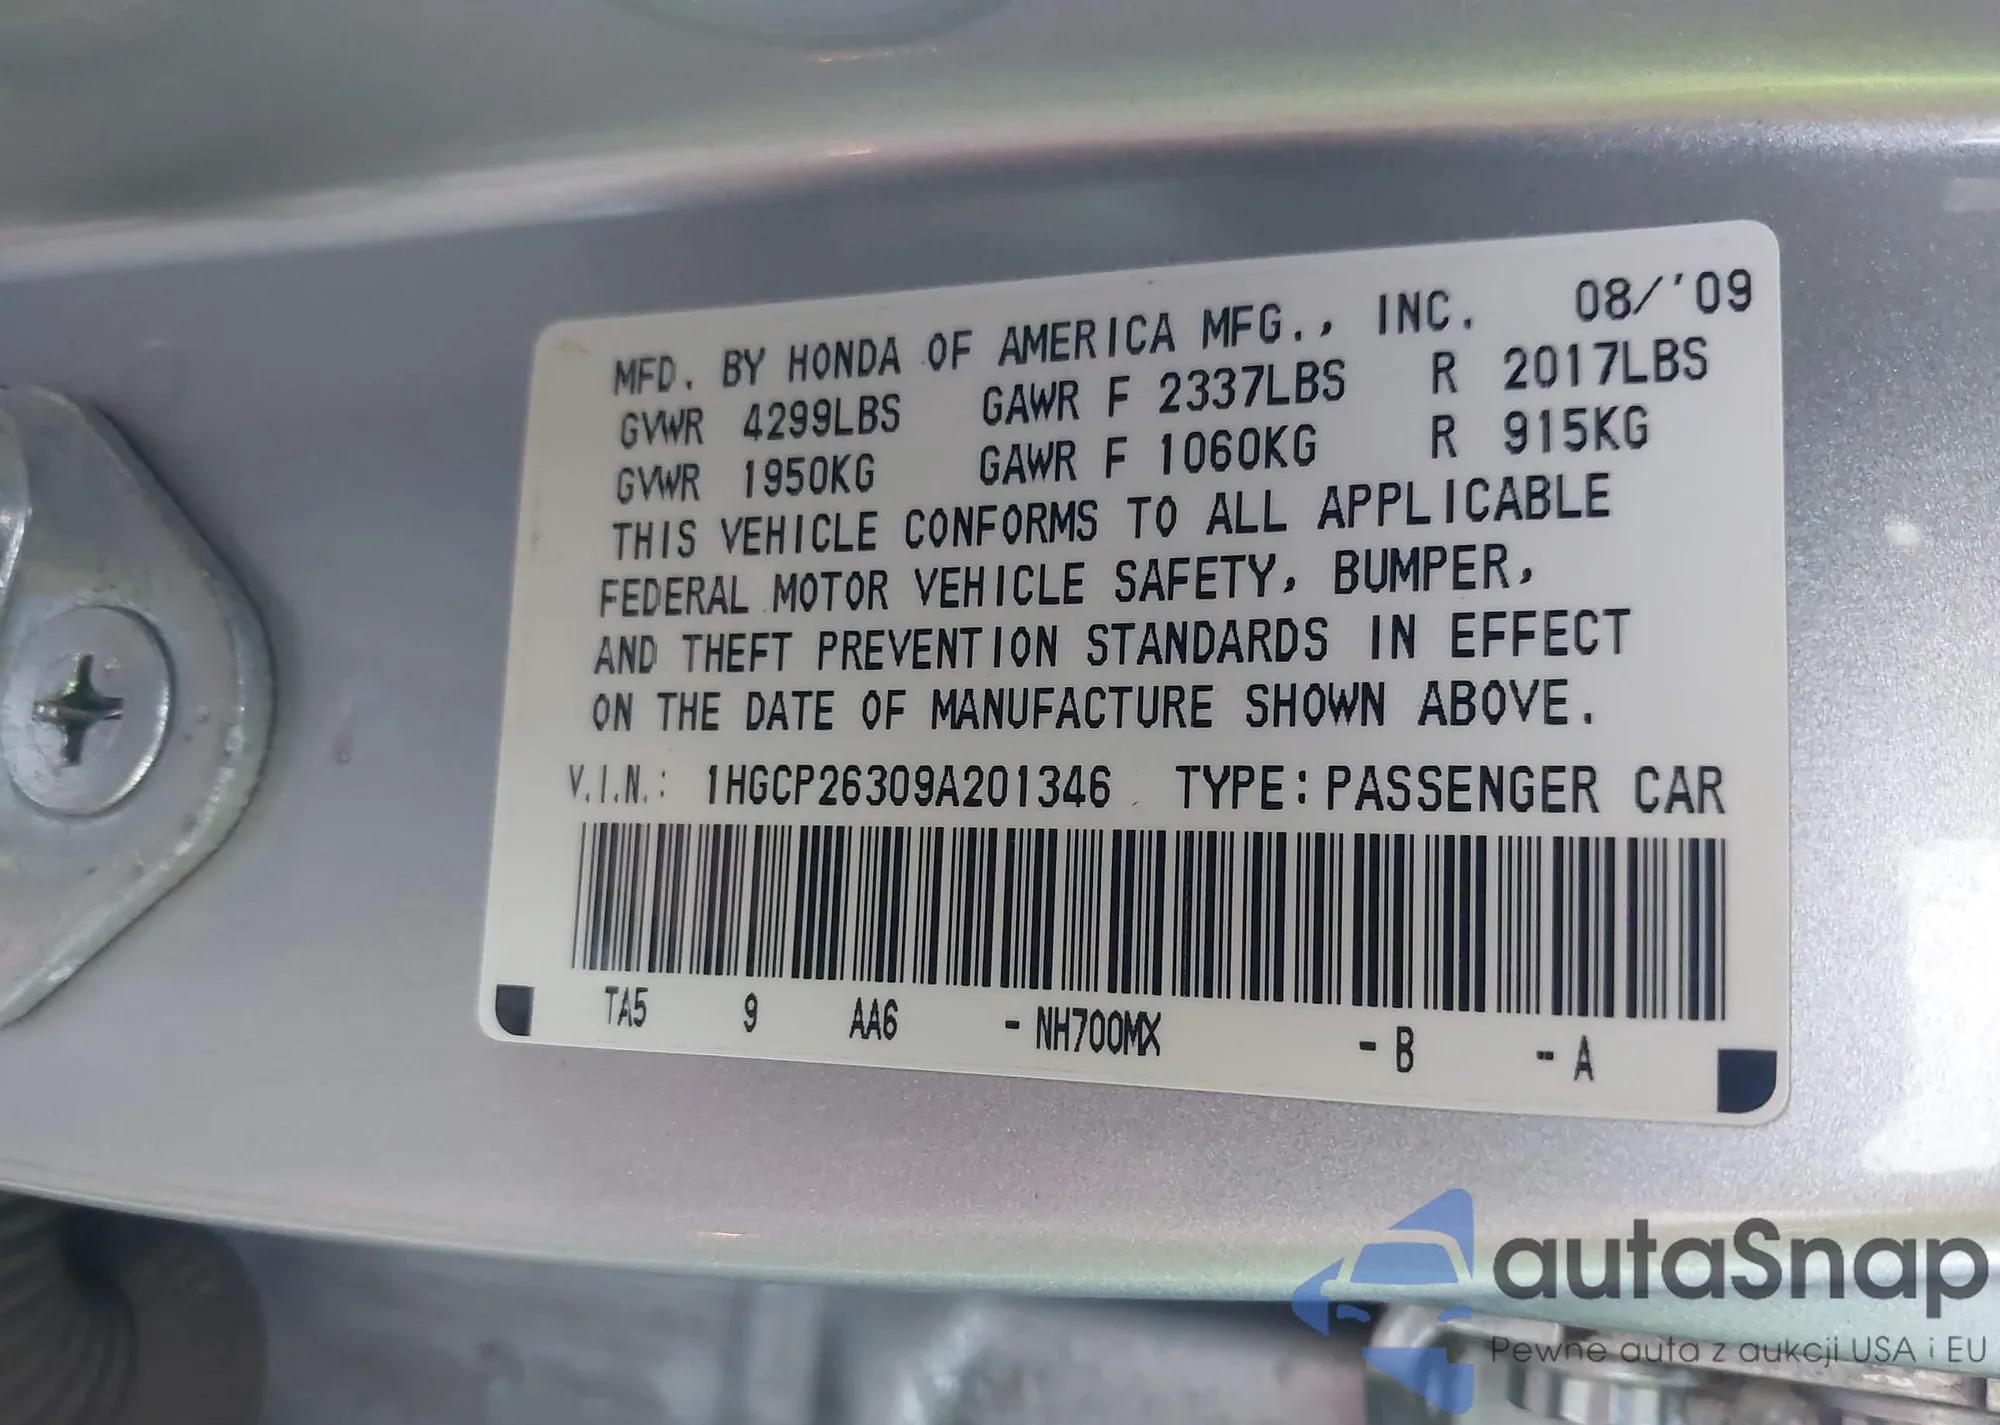 MFD. BY HONDA OF AMERICA MFG., INC. 08/'09
GVWR 4299LBS GAWR F 2337LBS R 2017LBS
GVWR 1950KG GAWR F 1060KG R 915KG
THIS VEHICLE CONFORMS TO ALL APPLICABLE
FEDERAL MOTOR VEHICLE SAFETY, BUMPER,
AND THEFT PREVENTION STANDARDS IN EFFECT
ON THE DATE OF MANUFACTURE SHOWN ABOVE.
V.I.N.: 1HGCP26309A201346 TYPE: PASSENGER CAR
TA5 9 AA6 -NH700MX -B -A
autaSnap
Pewne auta z aukcji USA i EU